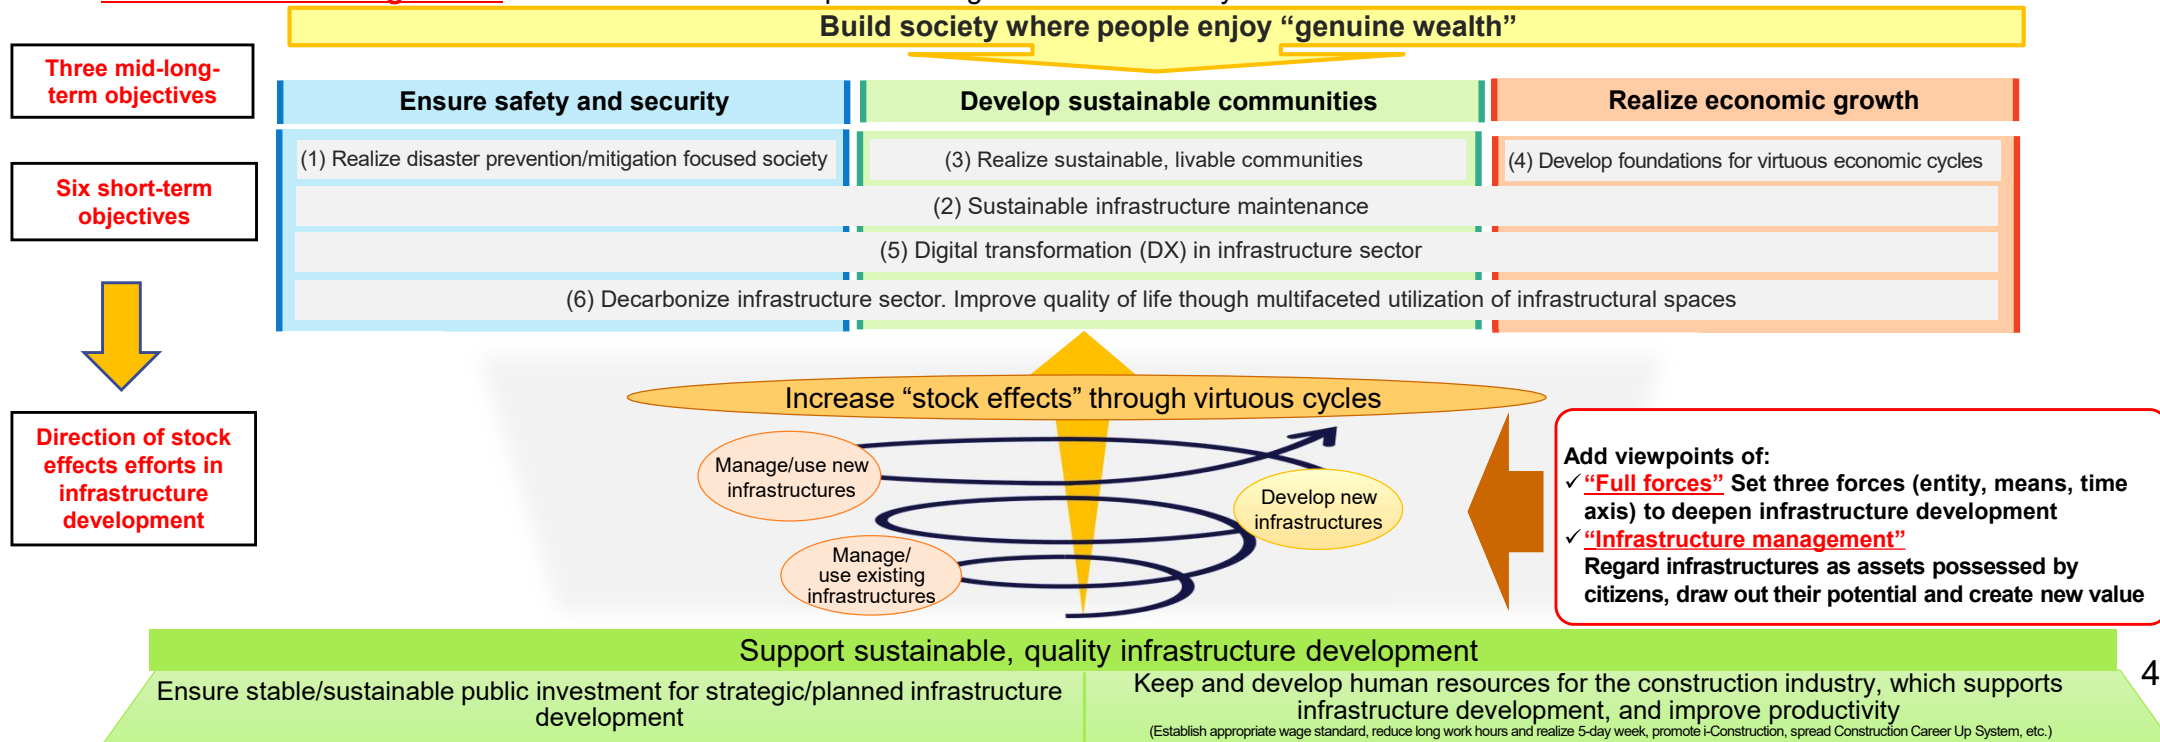 Build society where people enjoy “genuine wealth”
Three mid-long-
term objectives
Ensure safety and security
Develop sustainable communities
Realize economic growth
Six short-term
objectives
(1) Realize disaster prevention/mitigation focused society
(3) Realize sustainable, livable communities
(4) Develop foundations for virtuous economic cycles
(2) Sustainable infrastructure maintenance
(5) Digital transformation (DX) in infrastructure sector
(6) Decarbonize infrastructure sector. Improve quality of life though multifaceted utilization of infrastructural spaces
Direction of stock
effects efforts in
infrastructure
development
Increase “stock effects” through virtuous cycles
Manage/use new
infrastructures
Develop new
infrastructures
Manage/
use existing
infrastructures
Add viewpoints of:
✓“Full forces” Set three forces (entity, means, time
axis) to deepen infrastructure development
✓“Infrastructure management”
Regard infrastructures as assets possessed by
citizens, draw out their potential and create new value
Support sustainable, quality infrastructure development
Ensure stable/sustainable public investment for strategic/planned infrastructure
development
Keep and develop human resources for the construction industry, which supports
infrastructure development, and improve productivity
(Establish appropriate wage standard, reduce long work hours and realize 5-day week, promote i-Construction, spread Construction Career Up System, etc.)
4